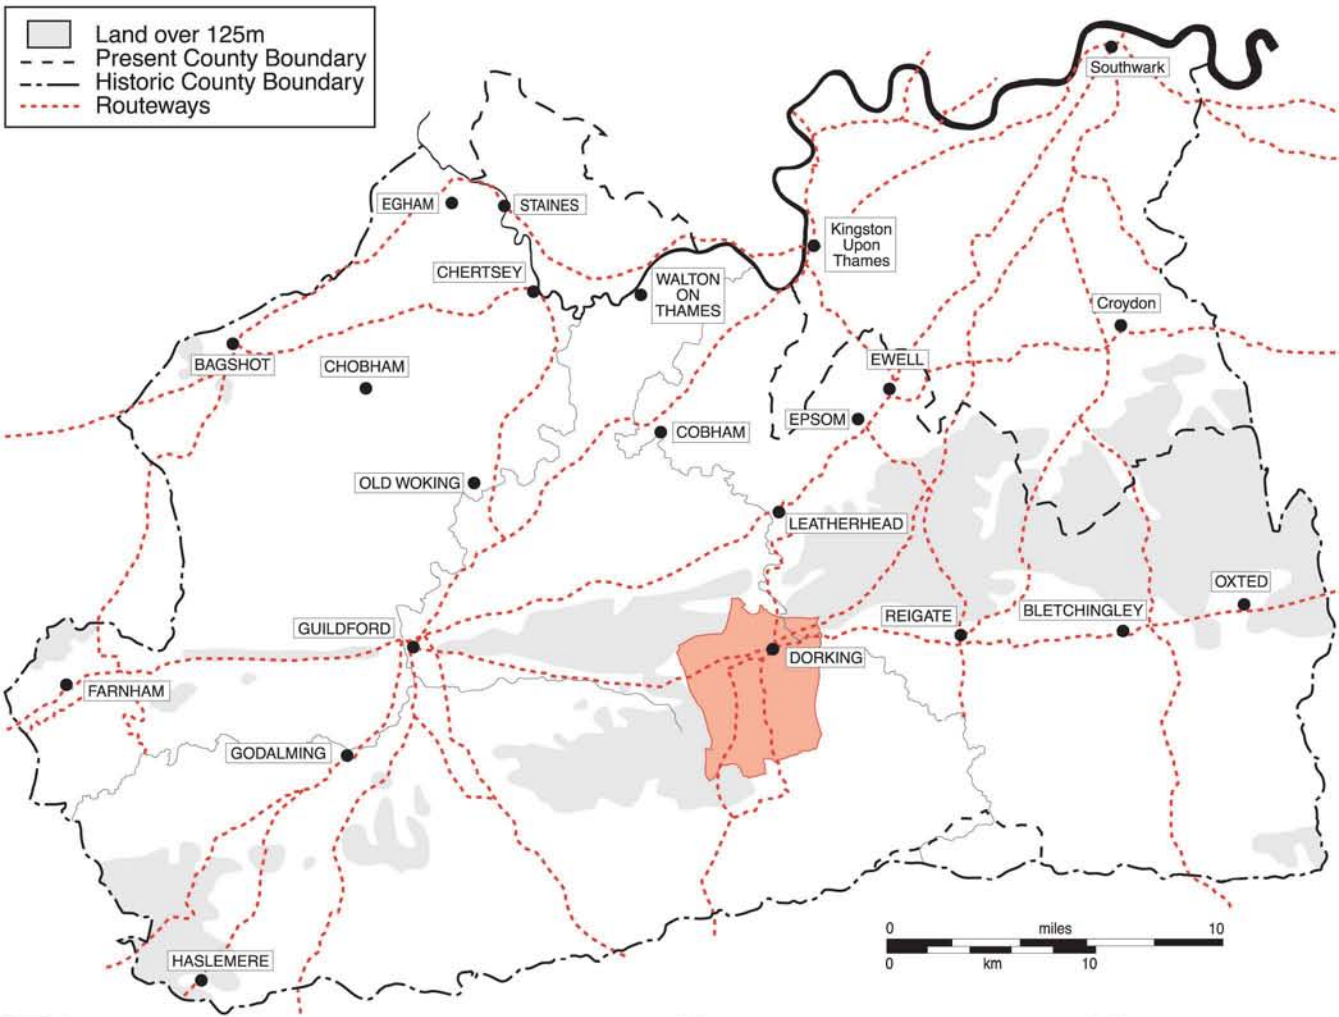 Land over 125m
Present County Boundary
Historic County Boundary
Routeways
Southwark
EGHAM
STAINES
Kingston
Upon
Thames
CHERTSEY
WALTON
ON
THAMES
Croydon
BAGSHOT
CHOBHAM
EWELL
EPSOM
COBHAM
OLD WOKING
LEATHERHEAD
OXTED
BLETCHINGLEY
REIGATE
GUILDFORD
DORKING
FARNHAM
GODALMING
HASLEMERE
0 miles 10
0 km 10